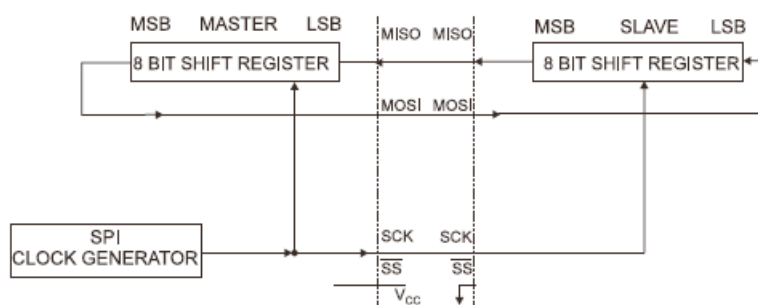 MSB MASTER LSB
MISO MISO
MSB SLAVE LSB
8 BIT SHIFT REGISTER
8 BIT SHIFT REGISTER
MOSI MOSI
SPI
CLOCK GENERATOR
SCK SCK
SS SS
VCC